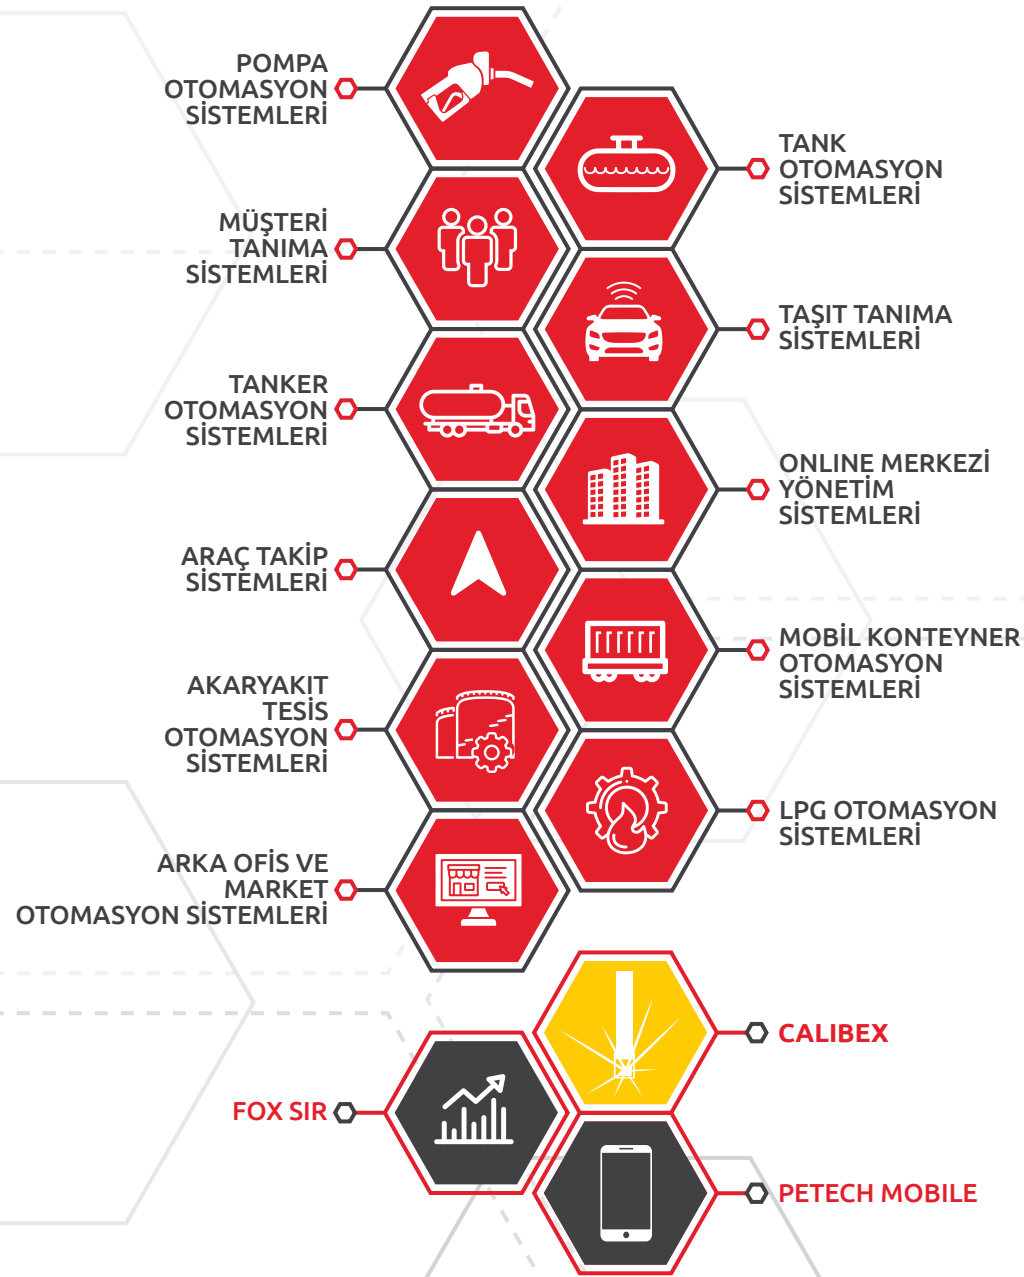 POMPA
OTOMASYON
SİSTEMLERİ
TANK
OTOMASYON
SİSTEMLERİ
MÜŞTERİ
TANIMA
SİSTEMLERİ
TAŞIT TANIMA
SİSTEMLERİ
TANKER
OTOMASYON
SİSTEMLERİ
ONLINE MERKEZİ
YÖNETİM
SİSTEMLERİ
ARAÇ TAKİP
SİSTEMLERİ
MOBİL KONTEYNER
OTOMASYON
SİSTEMLERİ
AKARYAKIT
TESİS
OTOMASYON
SİSTEMLERİ
LPG OTOMASYON
SİSTEMLERİ
ARKA OFİS VE
MARKET
OTOMASYON SİSTEMLERİ
CALIBEX
FOX SIR
PETECH MOBILE